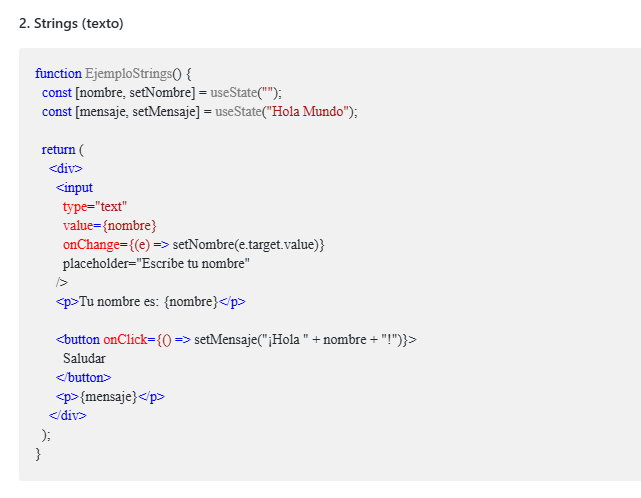 2. Strings (texto)
function EjemploStrings() {
const [nombre, setNombre] = useState("");
const [mensaje, setMensaje] = useState("Hola Mundo");
return (
<div>
<input
type="text"
value={nombre}
onChange={(e) => setNombre(e.target.value)}
placeholder="Escribe tu nombre"
/>
<p>Tu nombre es: {nombre}</p>
<button onClick={() => setMensaje("¡Hola " + nombre + "!")}>
Saludar
</button>
<p>{mensaje}</p>
</div>
);
}